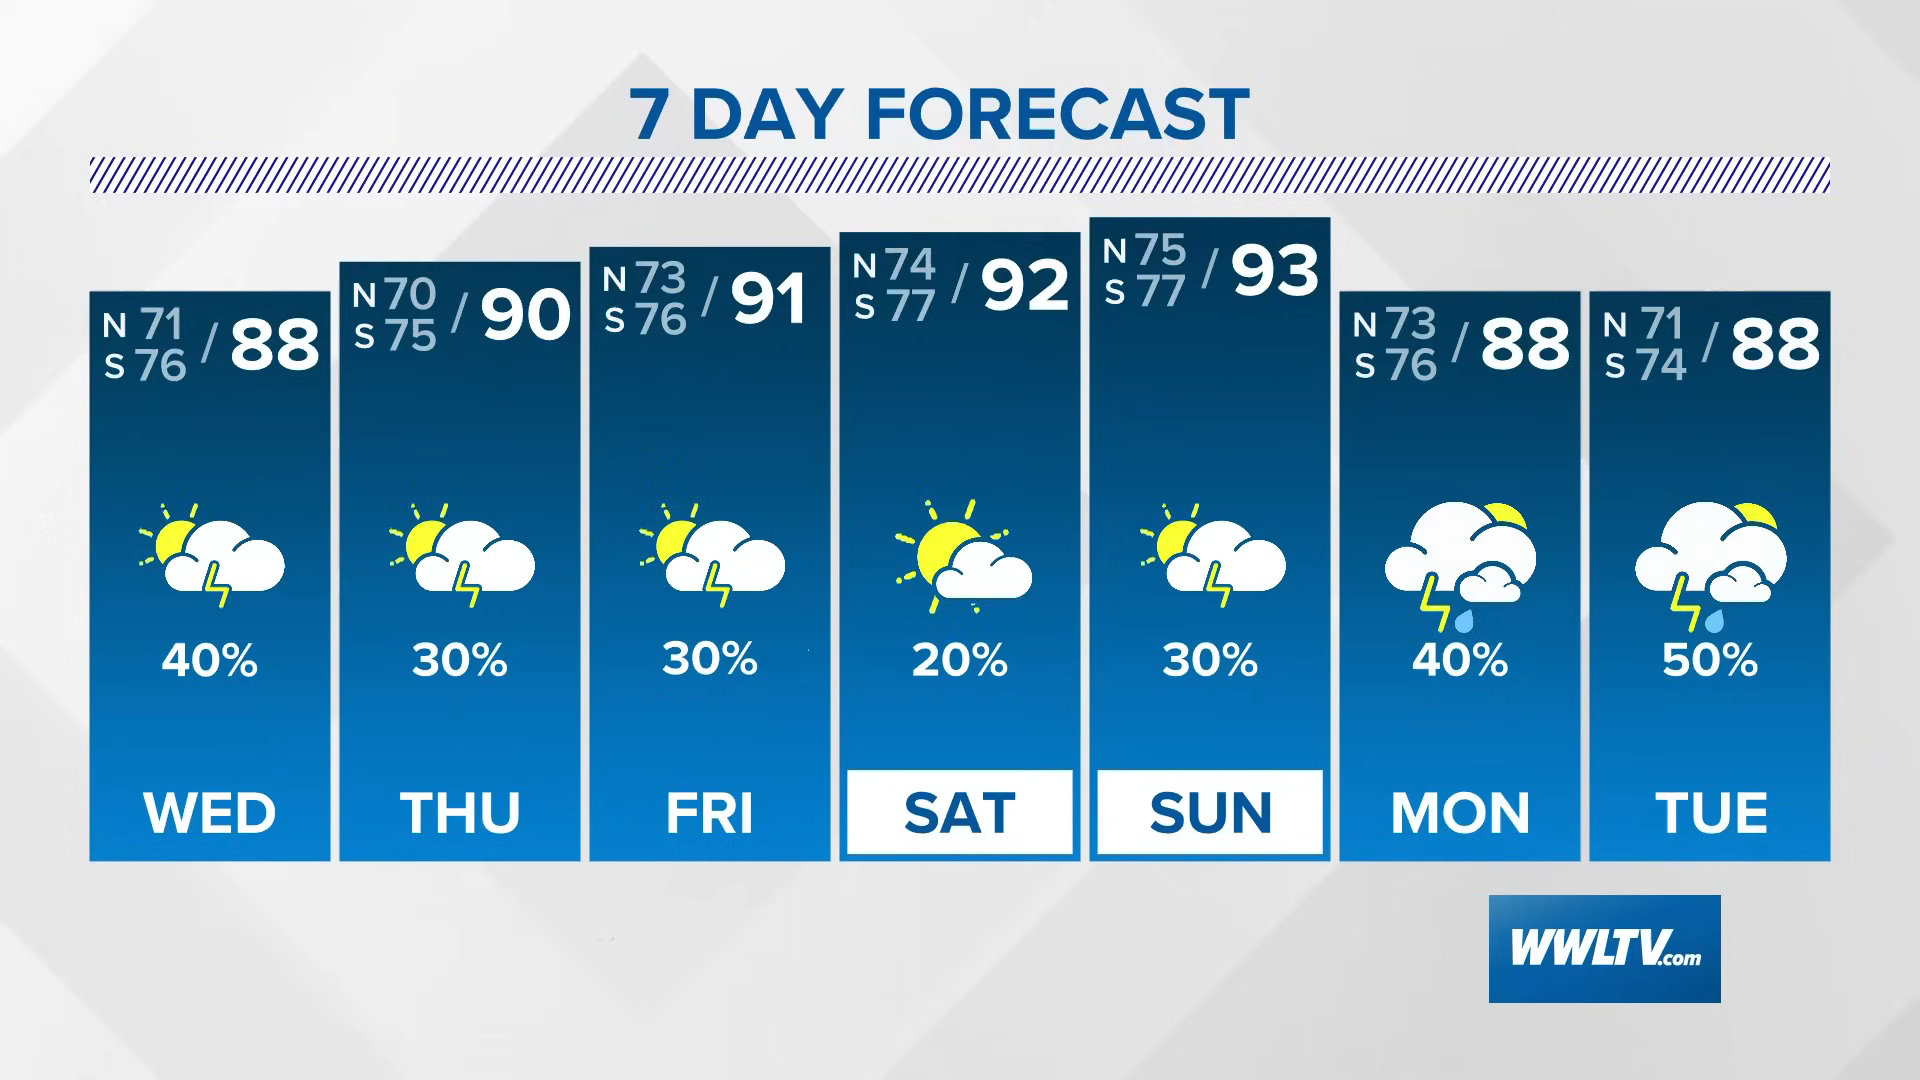 7 DAY FORECAST
N 71
S 76 / 88
40%
WED
N 70
S 75 / 90
30%
THU
N 73
S 76 / 91
30%
FRI
N 74
S 77 / 92
20%
SAT
N 75
S 77 / 93
30%
SUN
N 73
S 76 / 88
40%
MON
N 71
S 74 / 88
50%
TUE
WWLTV.com